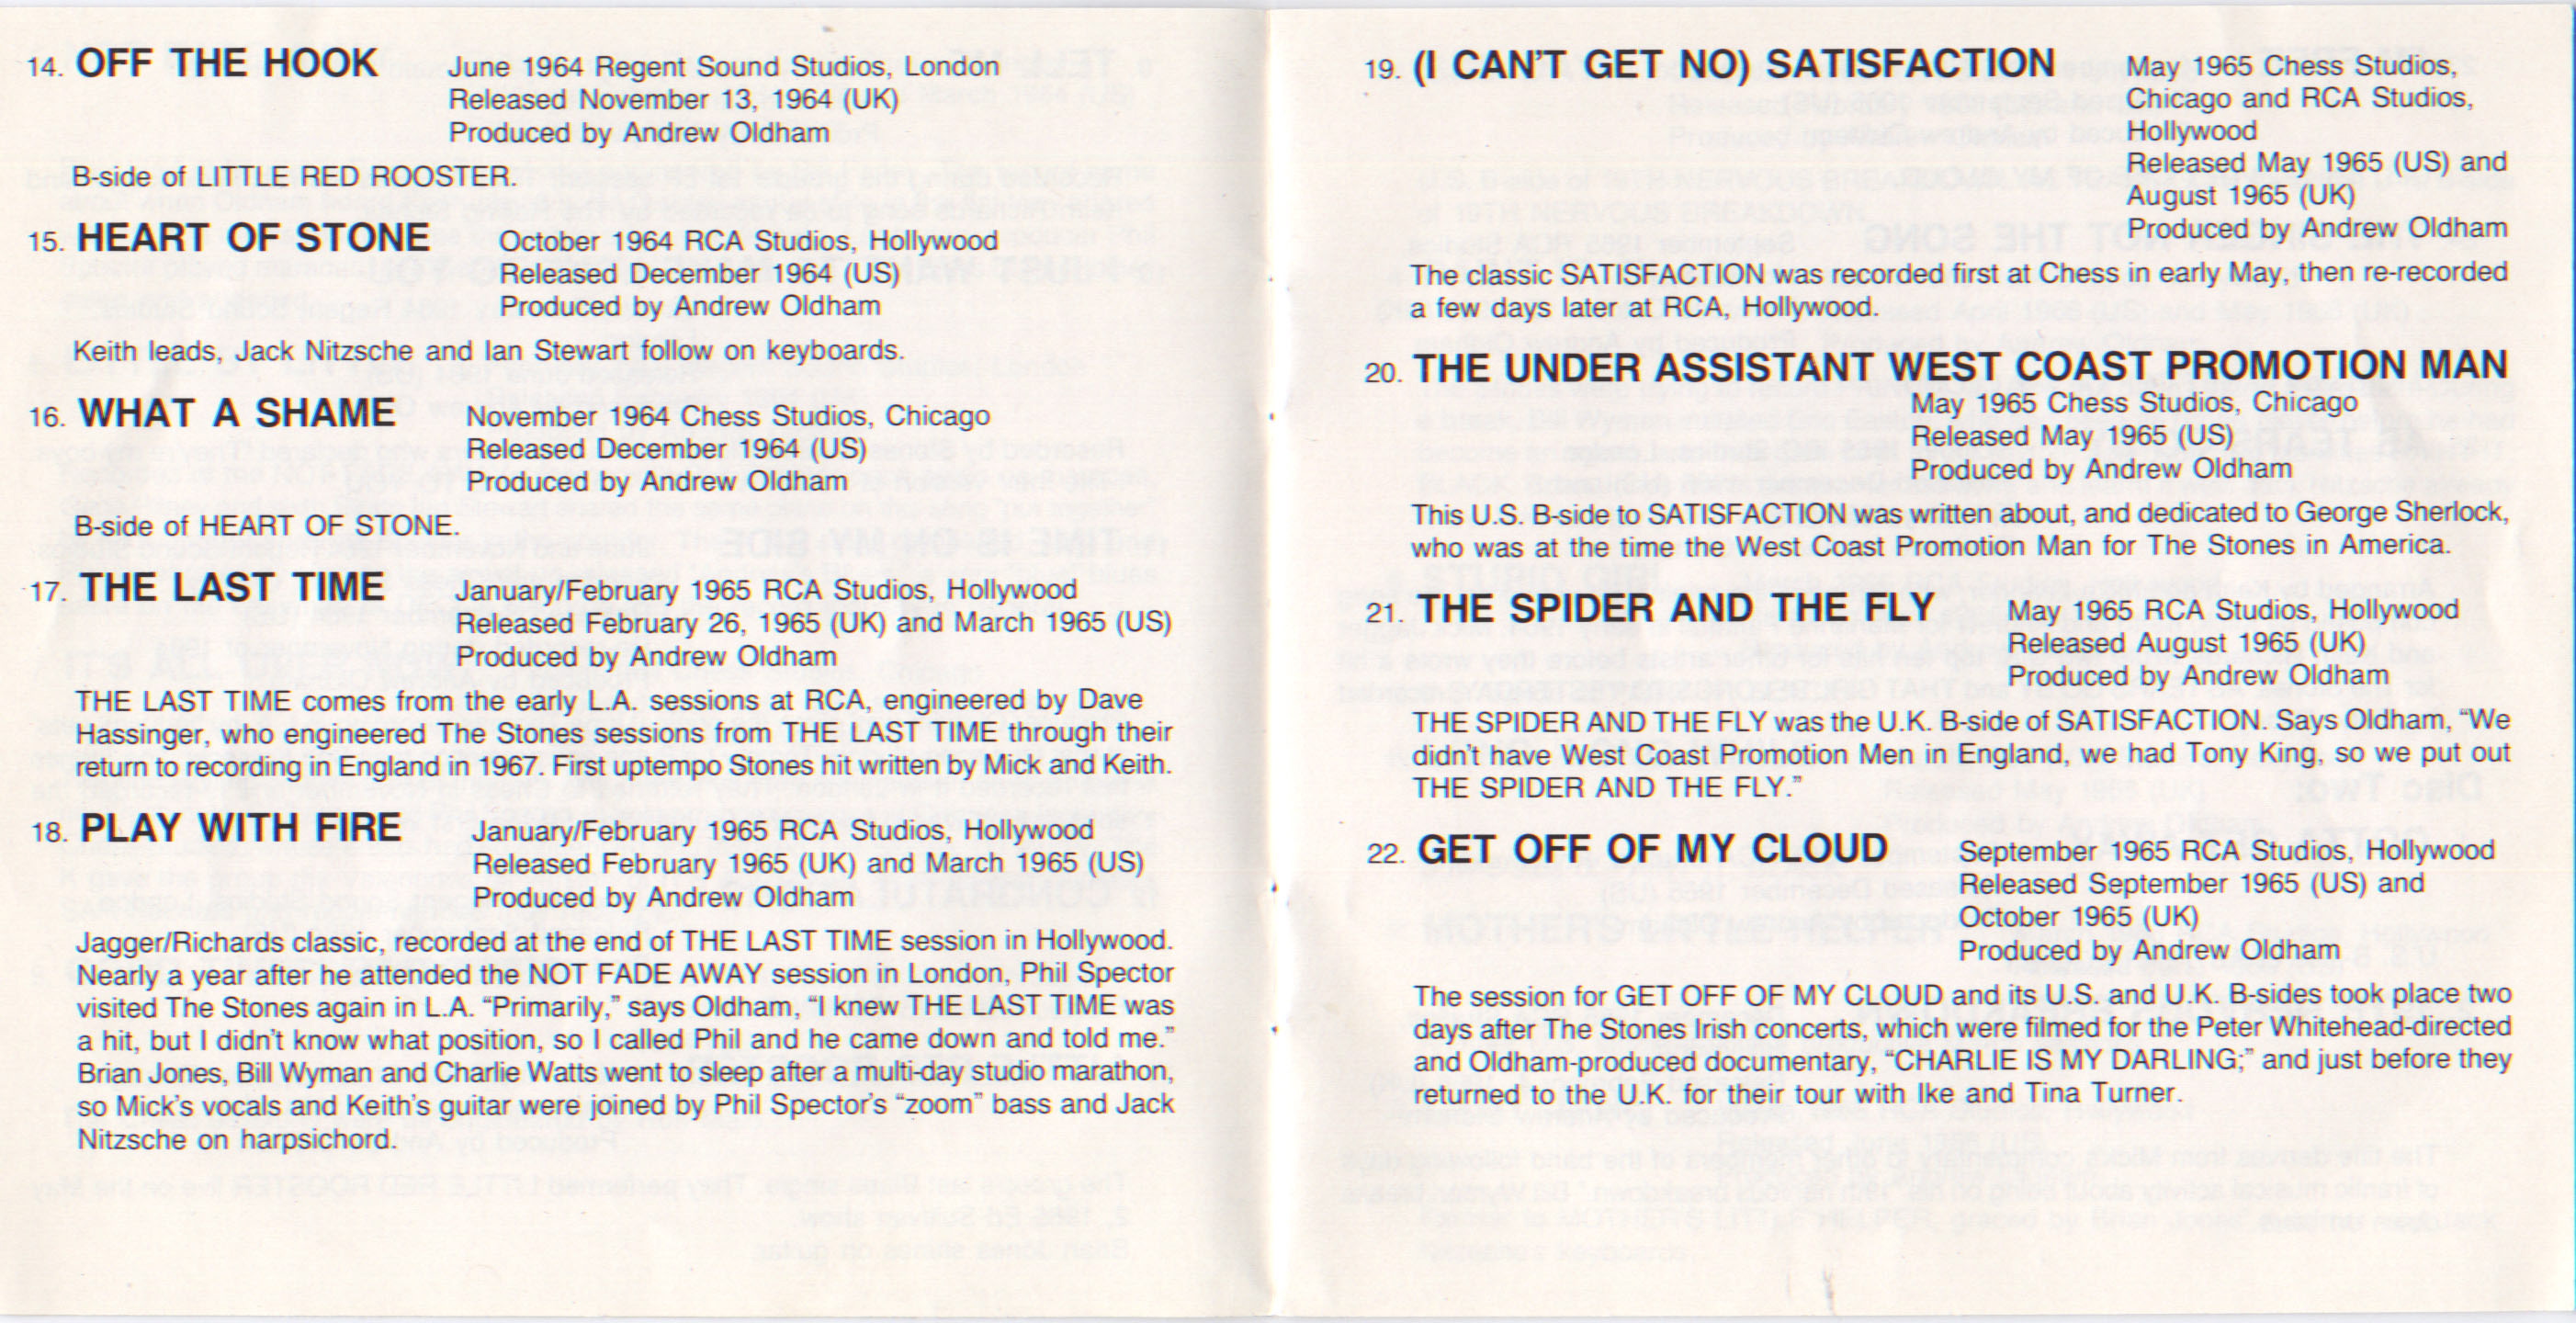 14. OFF THE HOOK June 1964 Regent Sound Studios, London
Released November 13, 1964 (UK)
Produced by Andrew Oldham
B-side of LITTLE RED ROOSTER.
15. HEART OF STONE October 1964 RCA Studios, Hollywood
Released December 1964 (US)
Produced by Andrew Oldham
Keith leads, Jack Nitzsche and Ian Stewart follow on keyboards.
16. WHAT A SHAME November 1964 Chess Studios, Chicago
Released December 1964 (US)
Produced by Andrew Oldham
B-side of HEART OF STONE.
17. THE LAST TIME January/February 1965 RCA Studios, Hollywood
Released February 26, 1965 (UK) and March 1965 (US)
Produced by Andrew Oldham
THE LAST TIME comes from the early L.A. sessions at RCA, engineered by Dave
Hassinger, who engineered The Stones sessions from THE LAST TIME through their
return to recording in England in 1967. First uptempo Stones hit written by Mick and Keith.
18. PLAY WITH FIRE January/February 1965 RCA Studios, Hollywood
Released February 1965 (UK) and March 1965 (US)
Produced by Andrew Oldham
Jagger/Richards classic, recorded at the end of THE LAST TIME session in Hollywood.
Nearly a year after he attended the NOT FADE AWAY session in London, Phil Spector
visited The Stones again in L.A. “Primarily,” says Oldham, “I knew THE LAST TIME was
a hit, but I didn’t know what position, so I called Phil and he came down and told me.”
Brian Jones, Bill Wyman and Charlie Watts went to sleep after a multi-day studio marathon,
so Mick’s vocals and Keith’s guitar were joined by Phil Spector’s “zoom” bass and Jack
Nitzsche on harpsichord.
19. (I CAN’T GET NO) SATISFACTION May 1965 Chess Studios,
Chicago and RCA Studios,
Hollywood
Released May 1965 (US) and
August 1965 (UK)
Produced by Andrew Oldham
The classic SATISFACTION was recorded first at Chess in early May, then re-recorded
a few days later at RCA, Hollywood.
20. THE UNDER ASSISTANT WEST COAST PROMOTION MAN
May 1965 Chess Studios, Chicago
Released May 1965 (US)
Produced by Andrew Oldham
This U.S. B-side to SATISFACTION was written about, and dedicated to George Sherlock,
who was at the time the West Coast Promotion Man for The Stones in America.
21. THE SPIDER AND THE FLY May 1965 RCA Studios, Hollywood
Released August 1965 (UK)
Produced by Andrew Oldham
THE SPIDER AND THE FLY was the U.K. B-side of SATISFACTION. Says Oldham, “We
didn’t have West Coast Promotion Men in England, we had Tony King, so we put out
THE SPIDER AND THE FLY.”
22. GET OFF OF MY CLOUD September 1965 RCA Studios, Hollywood
Released September 1965 (US) and
October 1965 (UK)
Produced by Andrew Oldham
The session for GET OFF OF MY CLOUD and its U.S. and U.K. B-sides took place two
days after The Stones Irish concerts, which were filmed for the Peter Whitehead-directed
and Oldham-produced documentary, “CHARLIE IS MY DARLING;” and just before they
returned to the U.K. for their tour with Ike and Tina Turner.